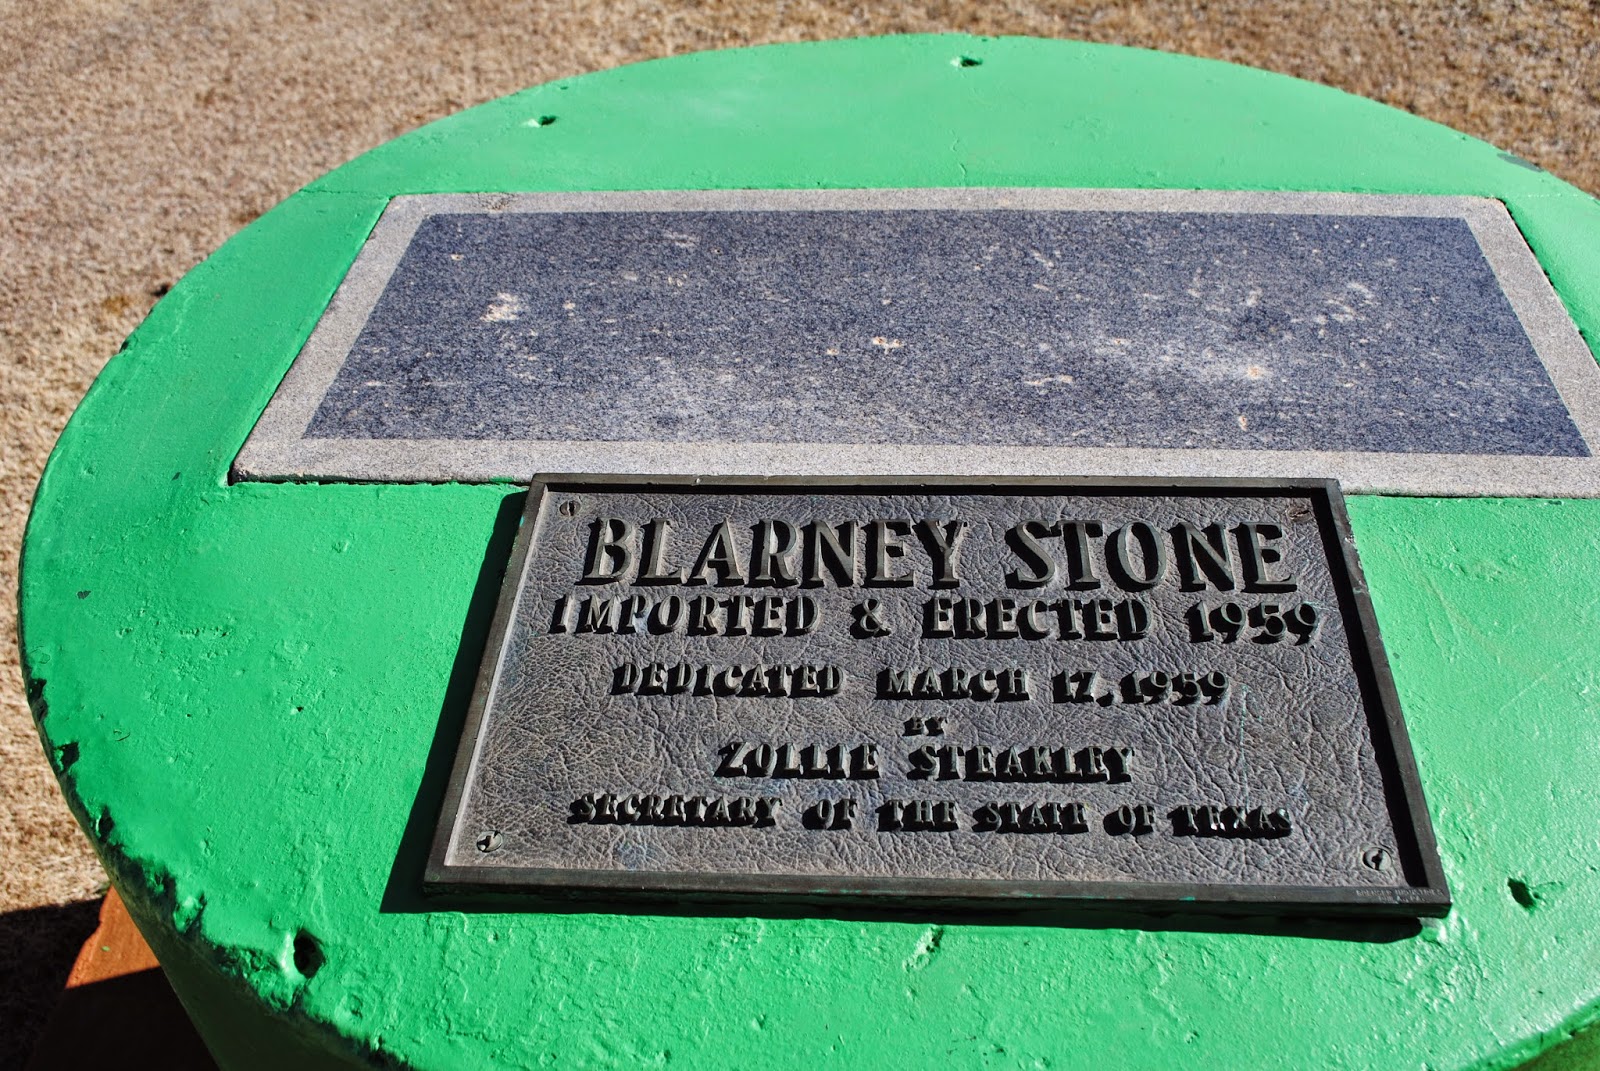 BLARNEY STONE
IMPORTED & ERECTED 1959
DEDICATED MARCH 17, 1959
BY
ZOLLIE STEAKLEY
SECRETARY OF THE STATE OF TEXAS